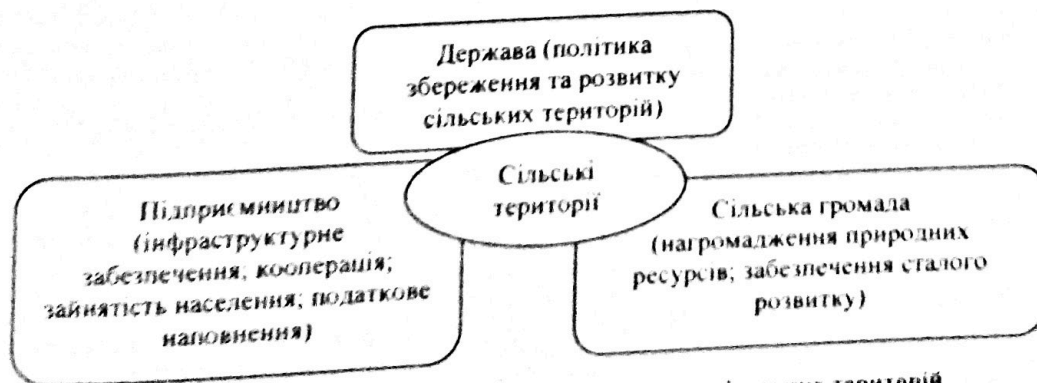 Держава (політика
збереження та розвитку
сільських територій)
Сільські
території
Підприємництво
(інфраструктурне
забезпечення; кооперація;
зайнятість населення; податкове
наповнення)
Сільська громада
(нагромадження природних
ресурсів; забезпечення сталого
розвитку)
територій